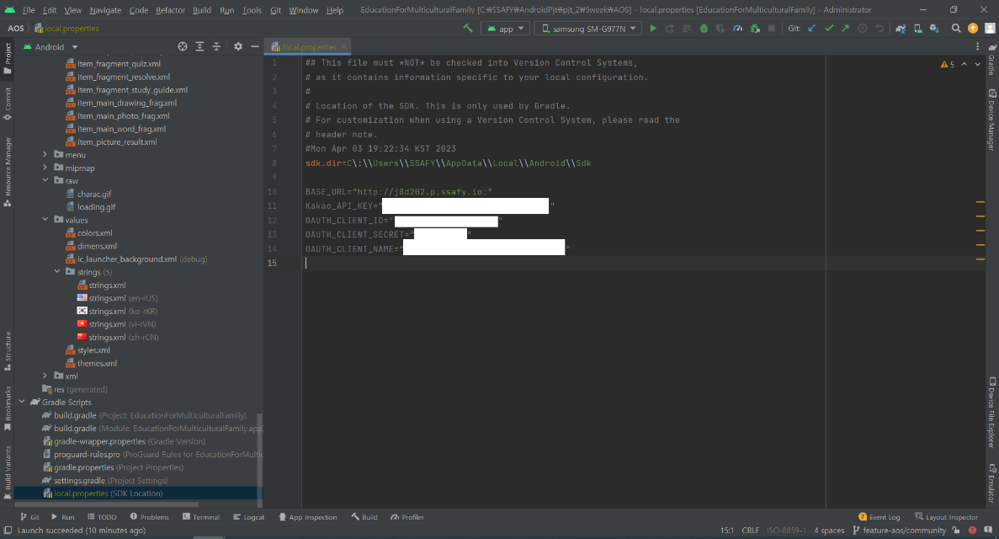 File Edit View Navigate Code Refactor Build Run Tools Git Window Help EducationForMulticulturalFamily [C:₩SSAFY₩AndroidPjt₩pjt_2₩5week₩AOS] - local.properties [EducationForMulticulturalFamily] - Administrator
AOS local.properties app samsung SM-G977N Git:
Project
Commit
Resource Manager
Structure
Bookmarks
Build Variants
Android
item_fragment_quiz.xml
item_fragment_resolve.xml
item_fragment_study_guide.xml
item_main_drawing_frag.xml
item_main_photo_frag.xml
item_main_word_frag.xml
item_picture_result.xml
menu
mipmap
raw
charac.gif
loading.gif
values
colors.xml
dimens.xml
ic_launcher_background.xml (debug)
strings (5)
strings.xml
strings.xml (en-rUS)
strings.xml (ko-rKR)
strings.xml (vi-rVN)
strings.xml (zh-rCN)
styles.xml
themes.xml
xml
res (generated)
Gradle Scripts
build.gradle (Project: EducationForMulticulturalFamily)
build.gradle (Module: EducationForMulticulturalFamily.app)
gradle-wrapper.properties (Gradle Version)
proguard-rules.pro (ProGuard Rules for EducationForMultic
gradle.properties (Project Properties)
settings.gradle (Project Settings)
local.properties (SDK Location)
local.properties
5
1 ## This file must *NOT* be checked into Version Control Systems,
2 # as it contains information specific to your local configuration.
3 #
4 # Location of the SDK. This is only used by Gradle.
5 # For customization when using a Version Control System, please read the
6 # header note.
7 #Mon Apr 03 19:22:34 KST 2023
8 sdk.dir=C\:\\Users\\SSAFY\\AppData\\Local\\Android\\Sdk
9
10 BASE_URL="http://j8d202.p.ssafy.io:"
11 Kakao_API_KEY=" "
12 OAUTH_CLIENT_ID=" "
13 OAUTH_CLIENT_SECRET=" "
14 OAUTH_CLIENT_NAME=" "
15
Gradle
Device Manager
Device File Explorer
Emulator
Git Run TODO Problems Terminal Logcat App Inspection Build Profiler 7 Event Log Layout Inspector
Launch succeeded (10 minutes ago) 15:1 CRLF ISO-8859-1 4 spaces feature-aos/community